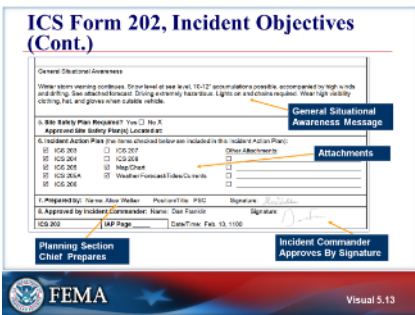 ICS Form 202, Incident Objectives
(Cont.)
General Situational Awareness
Winter storm warning continues. Snow level at sea level, 10-12" accumulations possible, accompanied by high winds
and drifting. See attached forecast. Driving extremely hazardous. Lights on and chains required. Wear high visibility
clothing, hat, and gloves when outside vehicle.
General Situational
Awareness Message
5. Site Safety Plan Required? Yes ☐ No X
Approved Site Safety Plan(s) Located at:
6. Incident Action Plan (the items checked below are included in this Incident Action Plan):
☑ ICS 203 ☐ ICS 207 Other Attachments:
☑ ICS 204 ☐ ICS 208 ☐
☑ ICS 205 ☑ Map/Chart ☐
☑ ICS 205A ☑ Weather Forecast/Tides/Currents ☐
☑ ICS 206 ☐
Attachments
7. Prepared by: Name: Alice Walker Position/Title: PSC Signature:
8. Approved by Incident Commander: Name: Dan Franklin Signature:
ICS 202 IAP Page Date/Time: Feb. 10, 1100
Planning Section
Chief Prepares
Incident Commander
Approves By Signature
FEMA
Visual 5.13